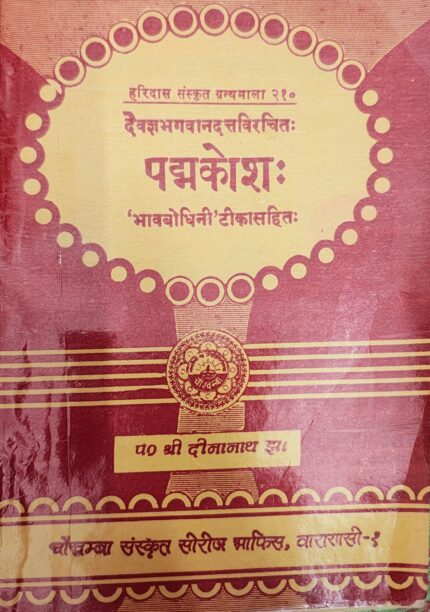 हरिदास संस्कृत ग्रन्थमाला २१०
दैवज्ञभगवानदत्तविरचितः
पद्मकोशः
'भावबोधिनी' टीकासहितः
प० श्री दीनानाथ झा
चौखम्बा संस्कृत सीरीज आफिस, वाराणसी-१